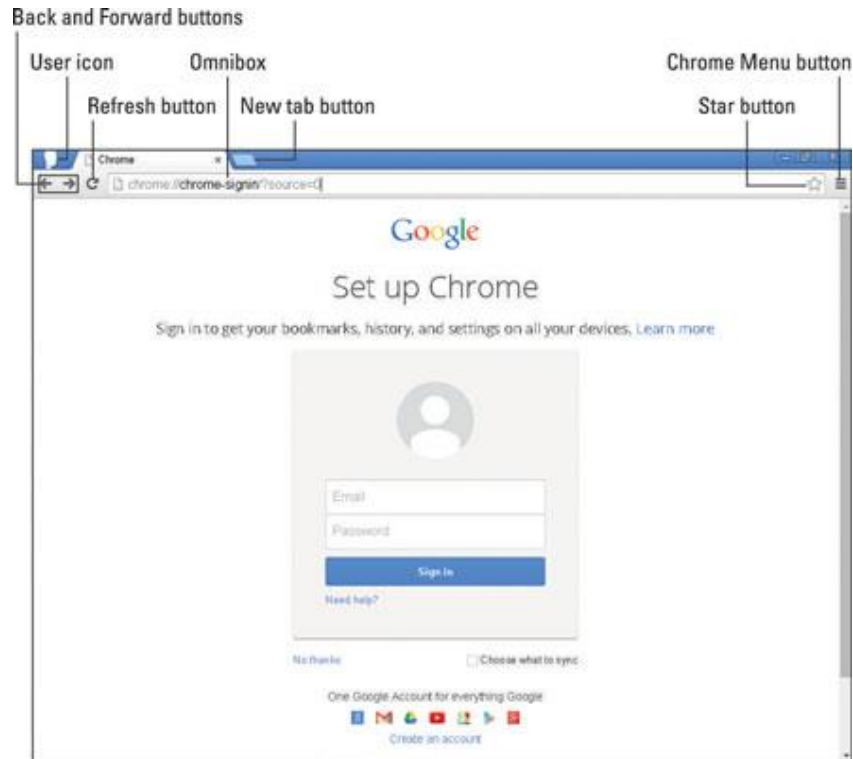 Back and Forward buttons
User icon
Omnibox
Chrome Menu button
Refresh button
New tab button
Star button
Chrome
chrome://chrome-signin/?source=0
Google
Set up Chrome
Sign in to get your bookmarks, history, and settings on all your devices. Learn more
Email
Password
Sign in
Need help?
No thanks
Choose what to sync
One Google Account for everything Google
Create an account